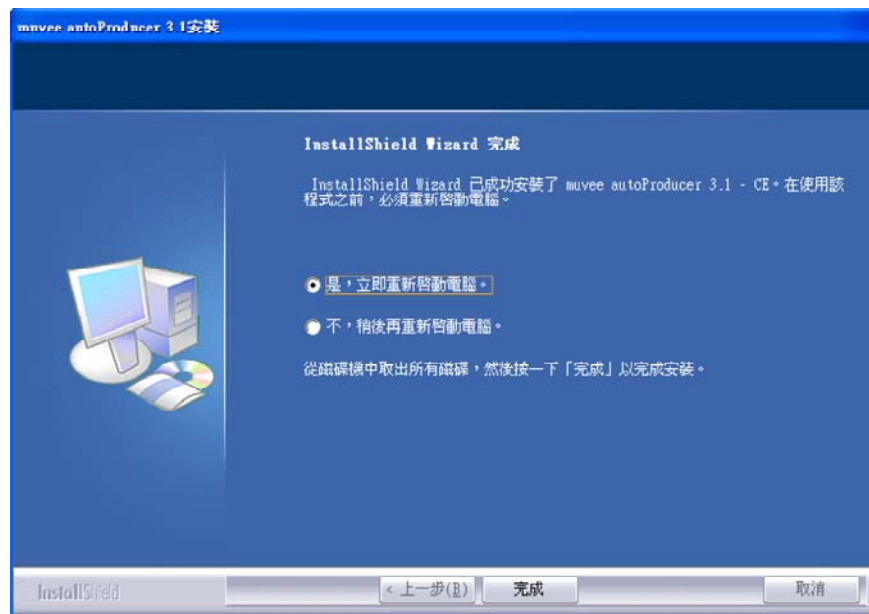 muvee autoProducer 3.1安裝
InstallShield Wizard 完成
InstallShield Wizard 已成功安裝了 muvee autoProducer 3.1 - CE。在使用該
程式之前，必須重新啓動電腦。
是，立即重新啓動電腦。
不，稍後再重新啓動電腦。
從磁碟機中取出所有磁碟，然後按一下「完成」以完成安裝。
InstallShield
< 上一步(B)
完成
取消